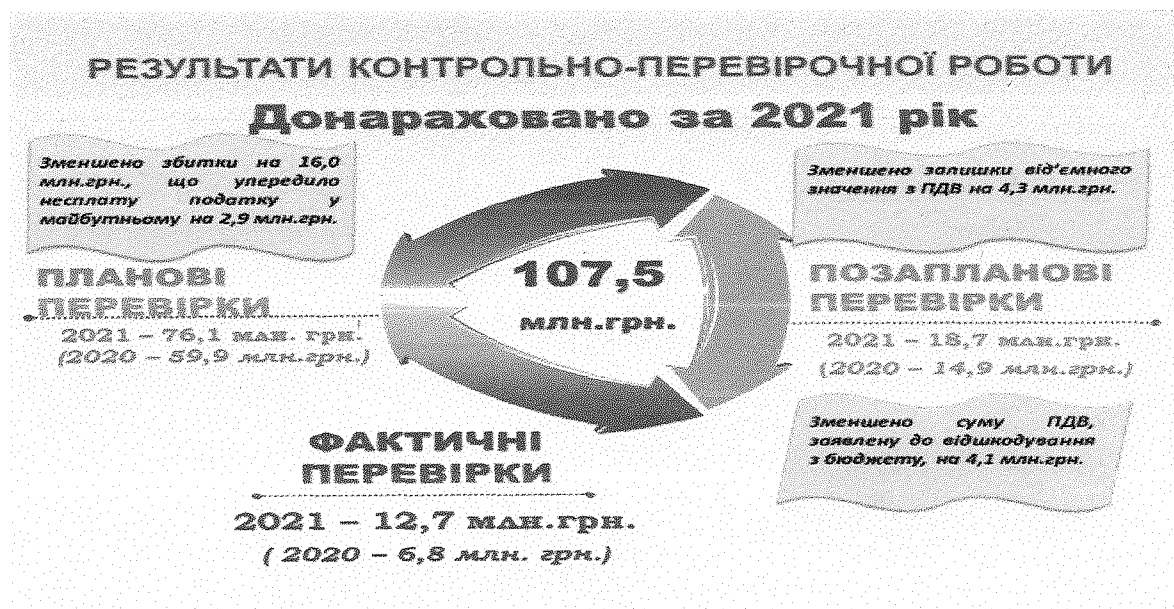 РЕЗУЛЬТАТИ КОНТРОЛЬНО-ПЕРЕВІРОЧНОЇ РОБОТИ
Донараховано за 2021 рік
Зменшено збитки на 16,0
млн.грн., що упередило
несплату податку у
майбутньому на 2,9 млн.грн.
Зменшено залишки від'ємного
значення з ПДВ на 4,3 млн.грн.
107,5
млн.грн.
ПЛАНОВІ
ПЕРЕВІРКИ
2021 – 76,1 млн. грн.
(2020 – 59,9 млн.грн.)
ПОЗАПЛАНОВІ
ПЕРЕВІРКИ
2021 – 18,7 млн.грн.
(2020 – 14,9 млн.грн.)
ФАКТИЧНІ
ПЕРЕВІРКИ
2021 – 12,7 млн.грн.
( 2020 – 6,8 млн. грн.)
Зменшено суму ПДВ,
заявлену до відшкодування
з бюджету, на 4,1 млн.грн.